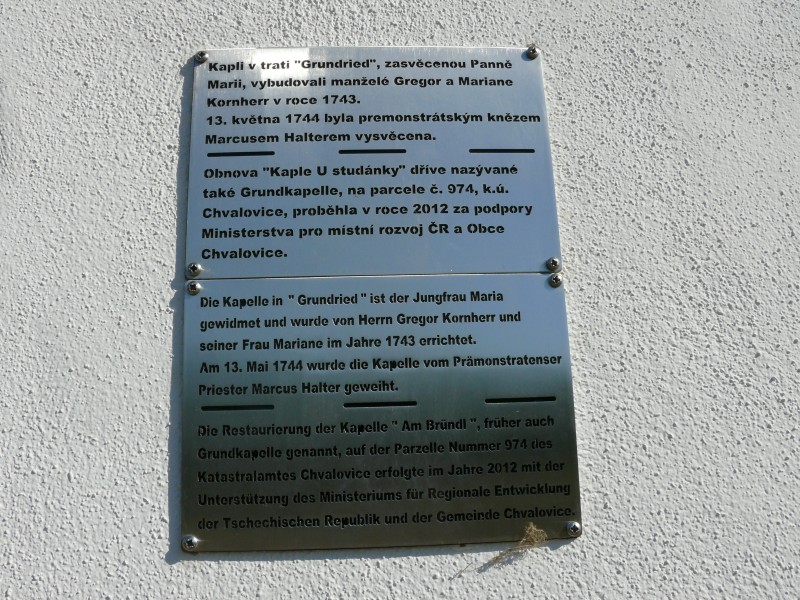 Kapli v trati "Grundried", zasvěcenou Panně
Marii, vybudovali manželé Gregor a Mariane
Kornherr v roce 1743.
13. května 1744 byla premonstrátským knězem
Marcusem Halterem vysvěcena.
Obnova "Kaple U studánky" dříve nazývané
také Grundkapelle, na parcele č. 974, k.ú.
Chvalovice, proběhla v roce 2012 za podpory
Ministerstva pro místní rozvoj ČR a Obce
Chvalovice.
Die Kapelle in " Grundried" ist der Jungfrau Maria
gewidmet und wurde von Herrn Gregor Kornherr und
seiner Frau Mariane im Jahre 1743 errichtet.
Am 13. Mai 1744 wurde die Kapelle vom Prämonstratenser
Priester Marcus Halter geweiht.
Die Restaurierung der Kapelle " Am Bründl ", früher auch
Grundkapelle genannt, auf der Parzelle Nummer 974 des
Katastralamtes Chvalovice erfolgte im Jahre 2012 mit der
Unterstützung des Ministeriums für Regionale Entwicklung
der Tschechischen Republik und der Gemeinde Chvalovice.